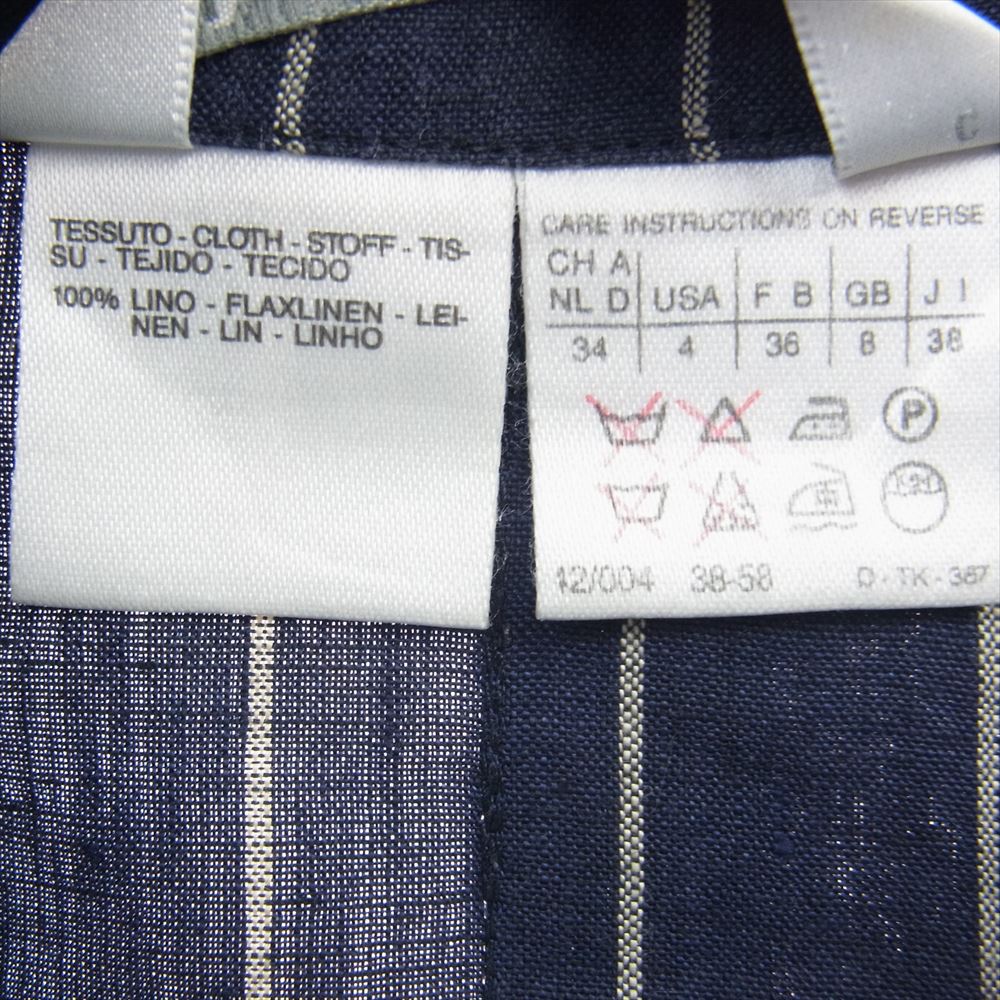 TESSUTO - CLOTH - STOFF - TIS-
SU - TEJIDO - TECIDO
100% LINO - FLAXLINEN - LEI-
NEN - LIN - LINHO
CARE INSTRUCTIONS ON REVERSE
CH A
NL D USA F B GB J I
34 4 36 8 38
P
12/004 38-58 D - TK - 387